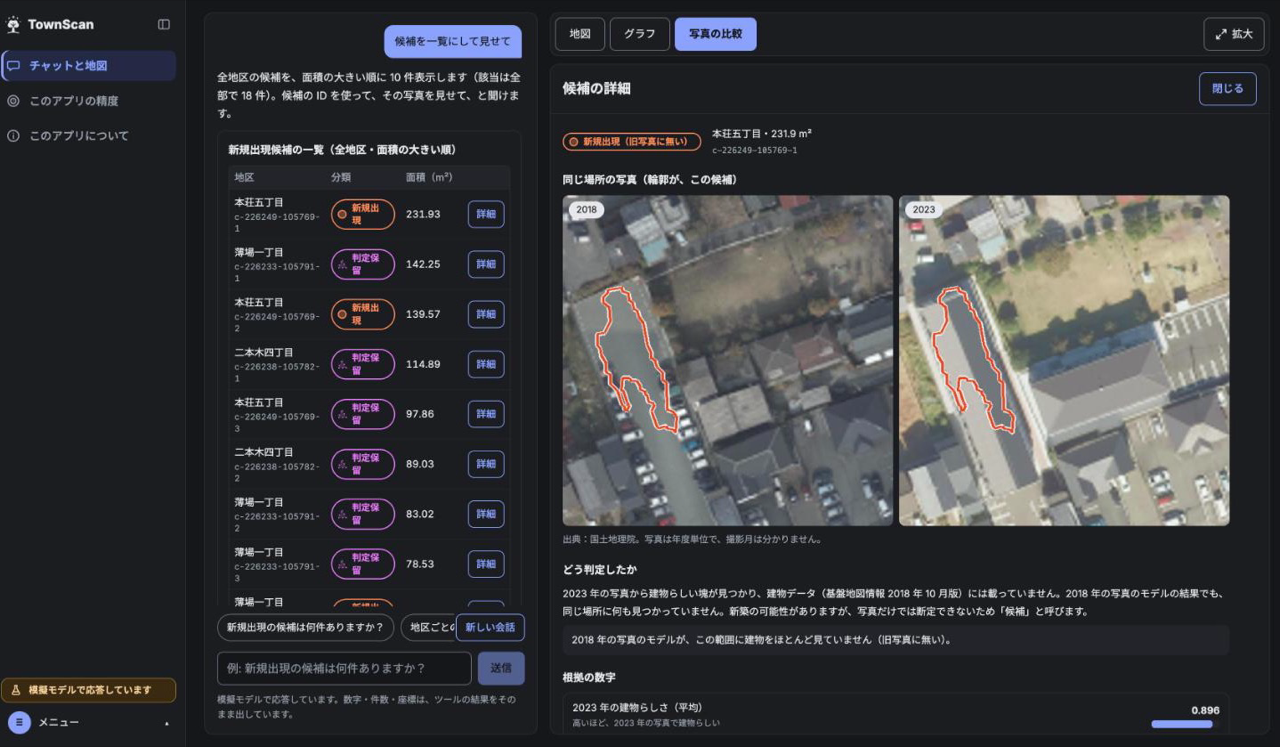 TownScan
チャットと地図
このアプリの精度
このアプリについて
模擬モデルで応答しています
メニュー
候補を一覧にして見せて
全地区の候補を、面積の大きい順に 10 件表示します（該当は全
部で 18 件）。候補の ID を使って、その写真を見せて、と聞けま
す。
新規出現候補の一覧（全地区・面積の大きい順）
地区 分類 面積（m²）
本荘五丁目
c-226249-105769-
1
新規出
現
231.93
詳細
薄場一丁目
c-226233-105791-
1
判定保
留
142.25
詳細
本荘五丁目
c-226249-105769-
2
新規出
現
139.57
詳細
二本木四丁目
c-226238-105782-
1
判定保
留
114.89
詳細
本荘五丁目
c-226249-105769-
3
判定保
留
97.86
詳細
二本木四丁目
c-226238-105782-
2
判定保
留
89.03
詳細
薄場一丁目
c-226233-105791-
2
判定保
留
83.02
詳細
薄場一丁目
c-226233-105791-
3
判定保
留
78.53
詳細
薄場一丁目
新規出現の候補は何件ありますか？
地区ごとの
新しい会話
例: 新規出現の候補は何件ありますか？
送信
模擬モデルで応答しています。数字・件数・座標は、ツールの結果をその
まま出しています。
地図
グラフ
写真の比較
拡大
候補の詳細
閉じる
新規出現（旧写真に無い）
本荘五丁目・231.9 m²
c-226249-105769-1
同じ場所の写真（輪郭が、この候補）
2018
2023
出典：国土地理院。写真は年度単位で、撮影月は分かりません。
どう判定したか
2023 年の写真から建物らしい塊が見つかり、建物データ（基盤地図情報 2018 年 10 月版）には載っていません。2018 年の写真のモデルの結果でも、
同じ場所に何も見つかっていません。新築の可能性がありますが、写真だけでは断定できないため「候補」と呼びます。
2018 年の写真のモデルが、この範囲に建物をほとんど見ていません（旧写真に無い）。
根拠の数字
2023 年の建物らしさ（平均）
高いほど、2023 年の写真で建物らしい
0.896